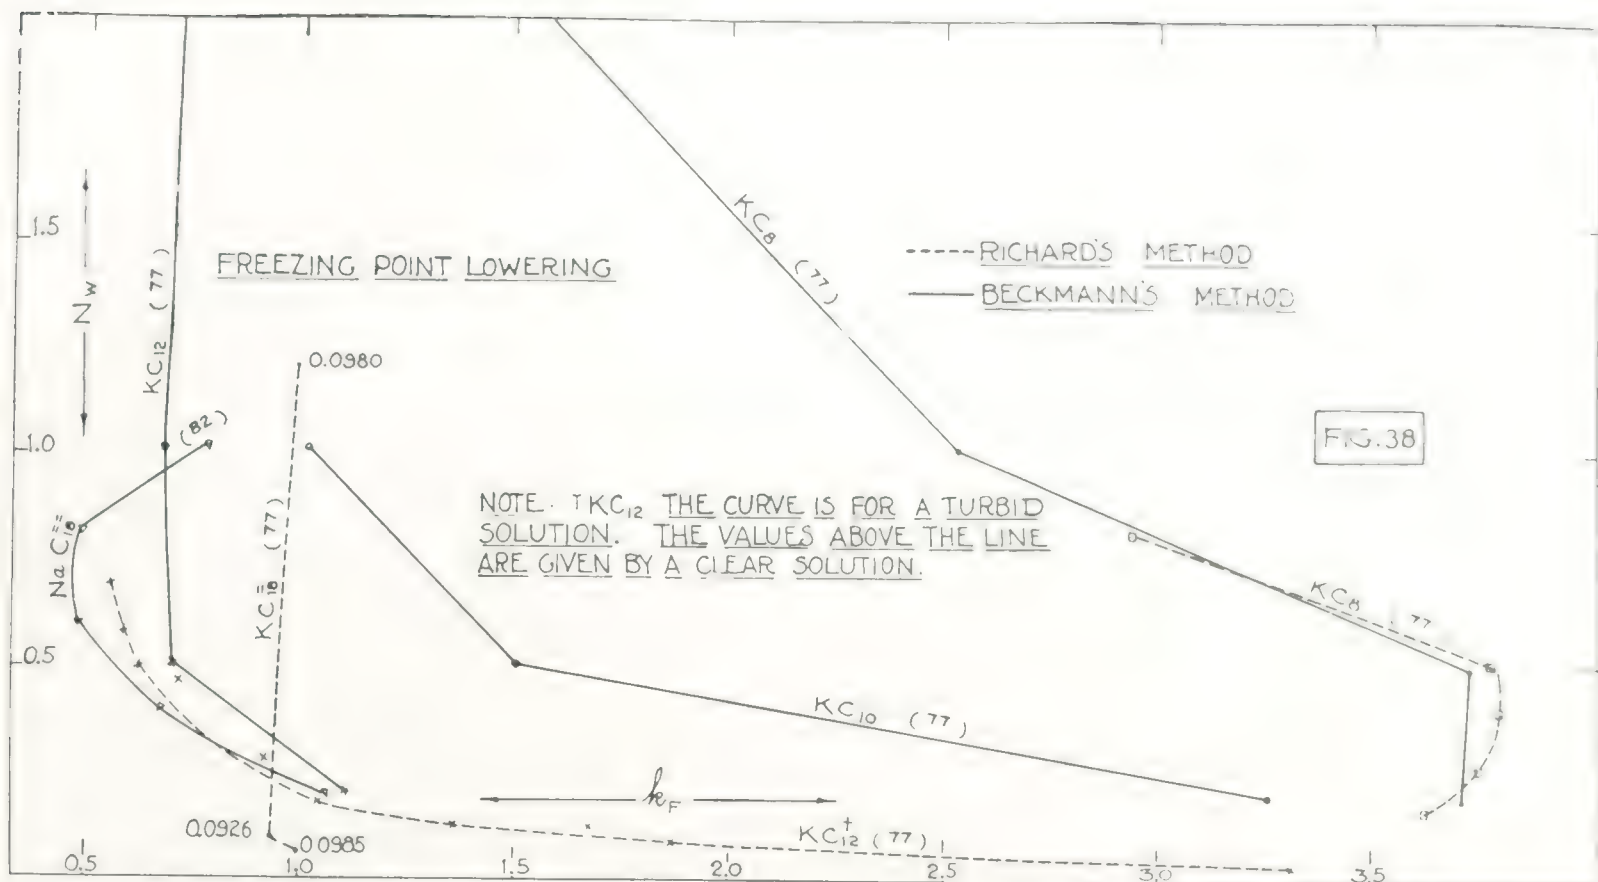 1.5
N_W
KC₁₂ (77)
FREEZING POINT LOWERING
KC₈ (77)
RICHARD'S METHOD
BECKMANN'S METHOD
0.0980
(82)
1.0
FIG. 38
NaC₁₈⁼⁼
KC₁₈⁼ (77)
NOTE. †KC₁₂ THE CURVE IS FOR A TURBID
SOLUTION. THE VALUES ABOVE THE LINE
ARE GIVEN BY A CLEAR SOLUTION.
KC₈ (77
0.5
KC₁₀ (77)
k_F
0.0926
0.0985
KC₁₂† (77)
0.5 1.0 1.5 2.0 2.5 3.0 3.5